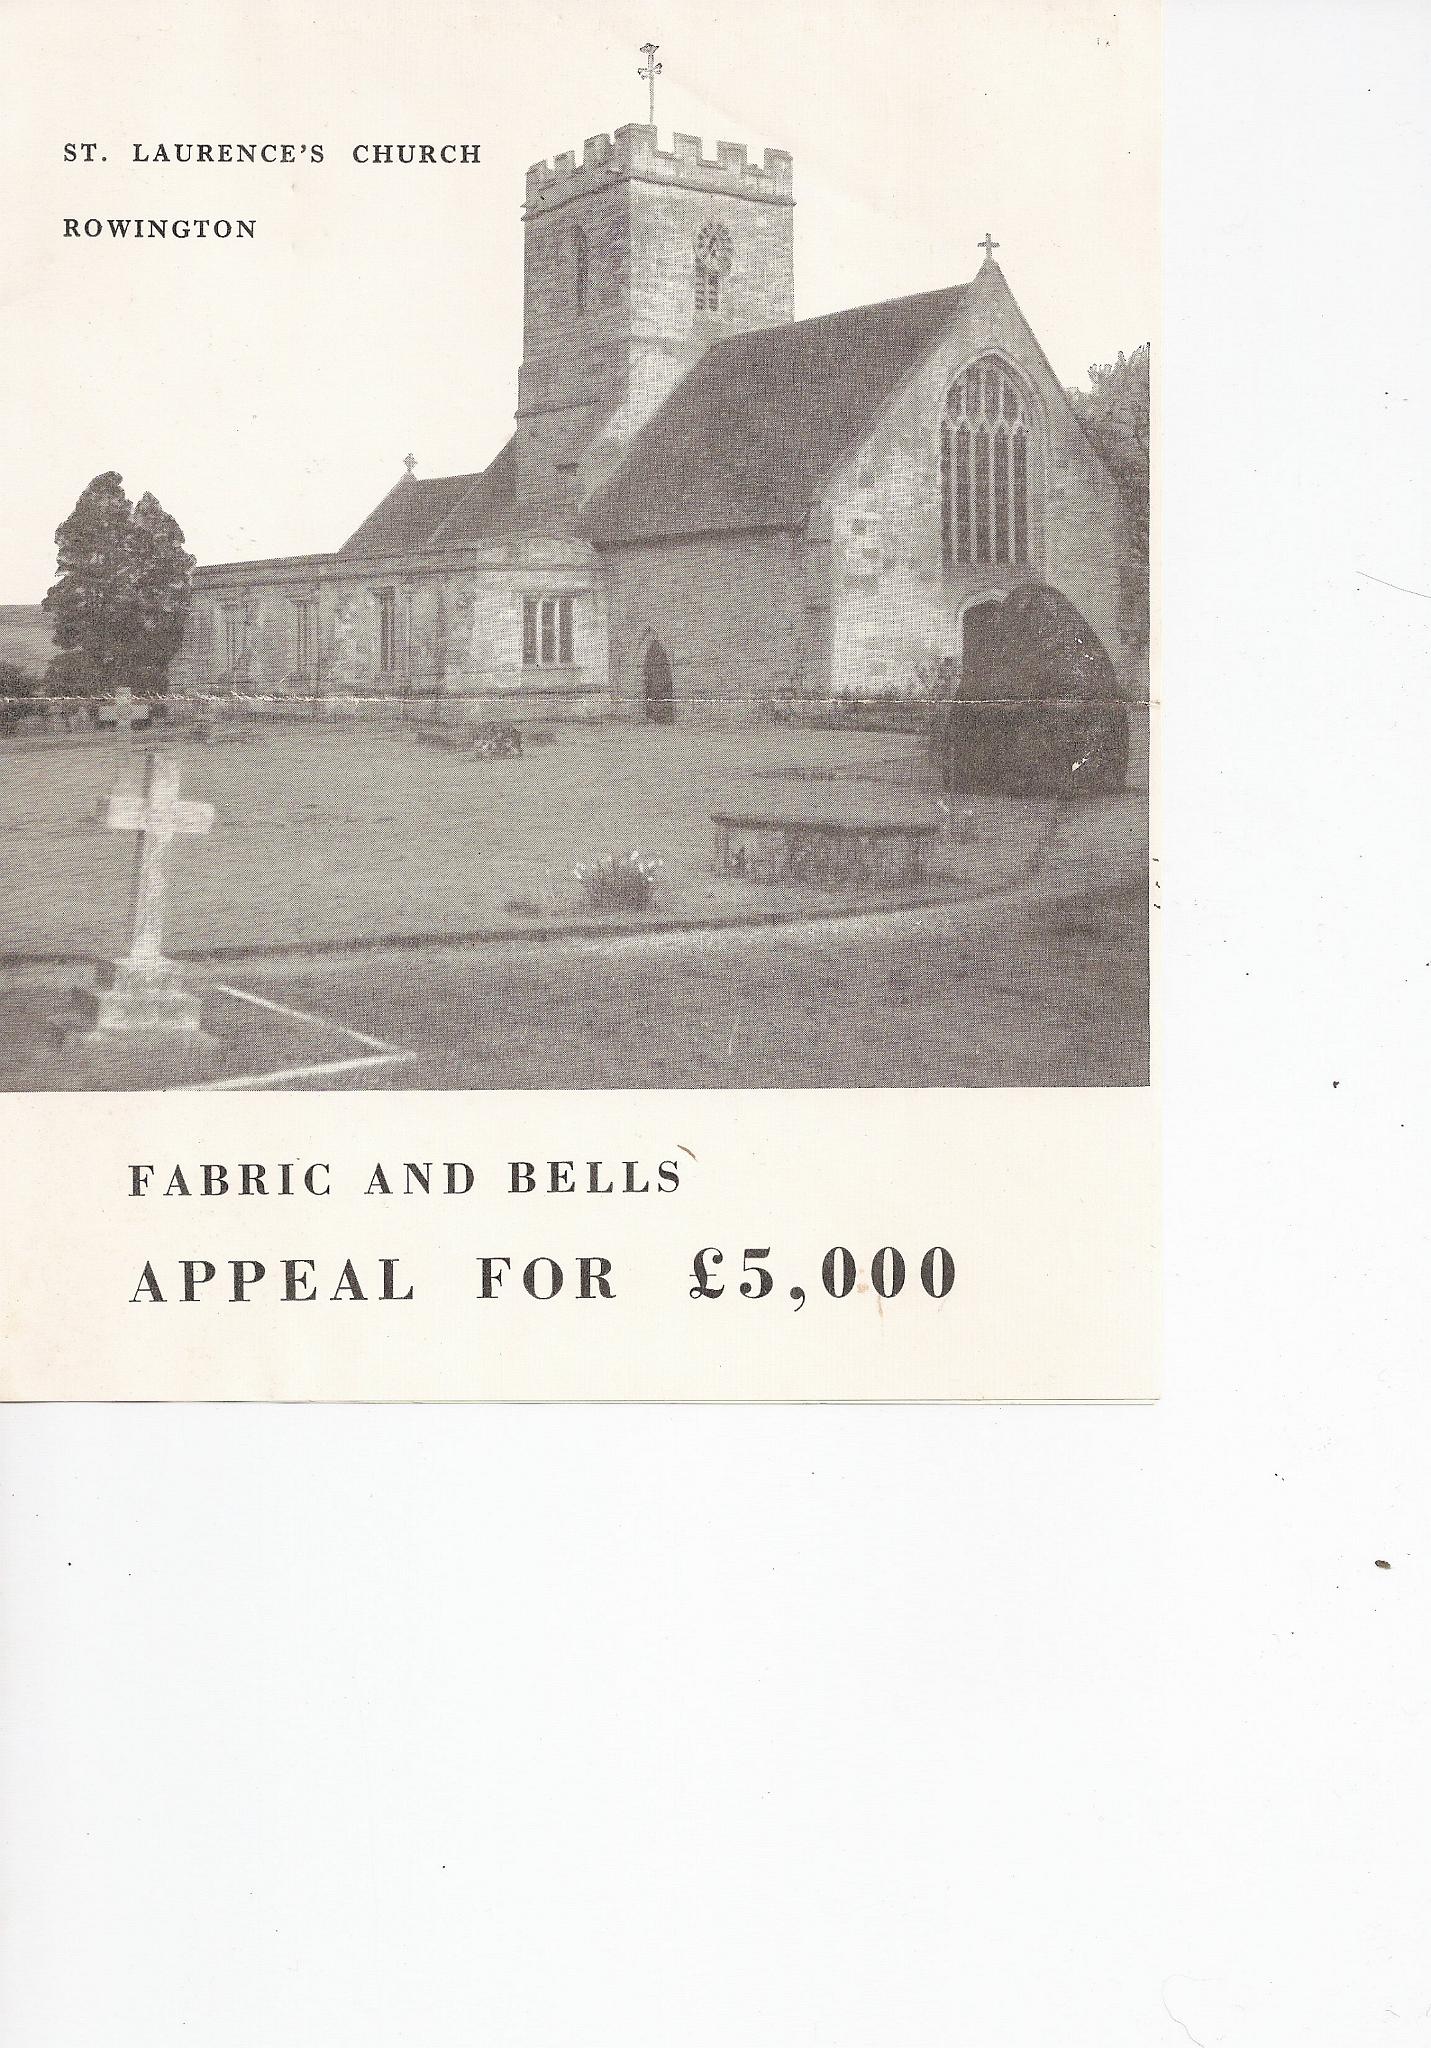 ST. LAURENCE'S CHURCH
ROWINGTON
FABRIC AND BELLS
APPEAL FOR £5,000